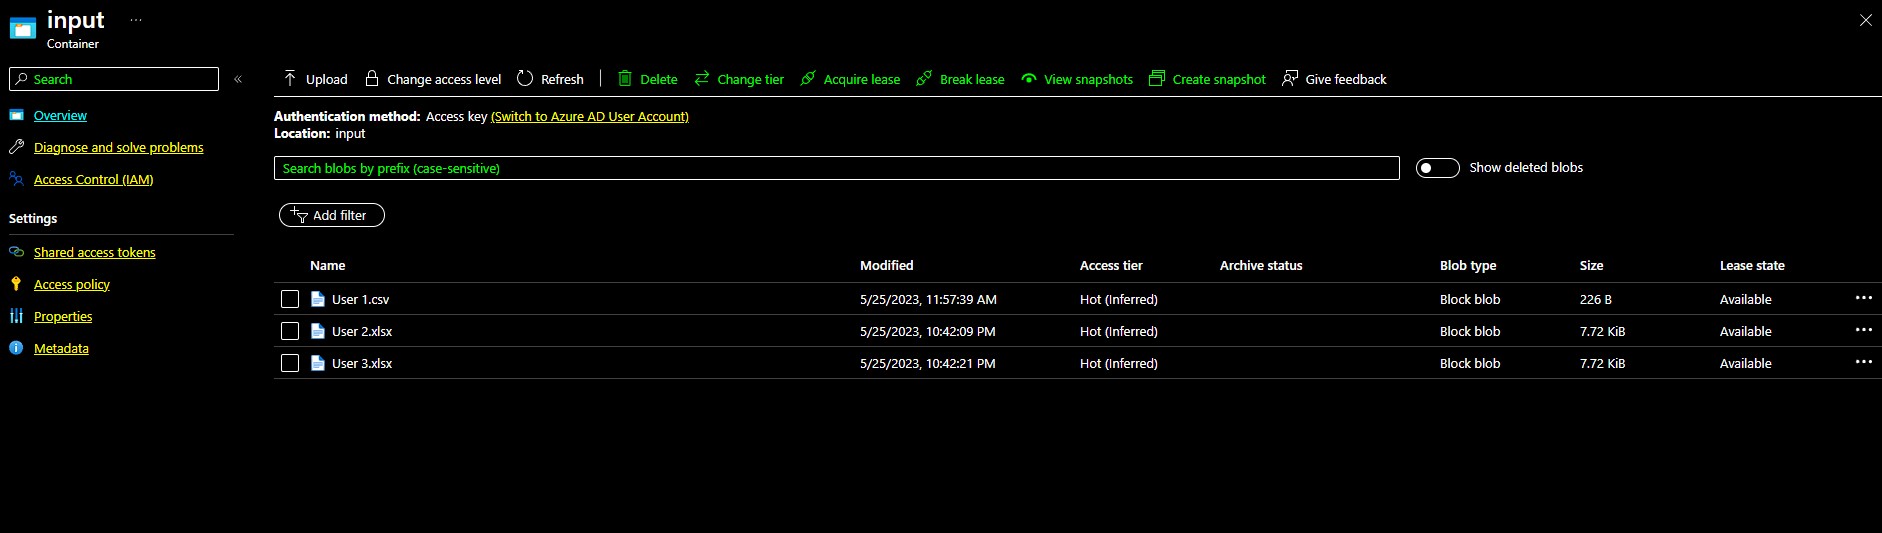 input ...
Container
Search «
Overview
Diagnose and solve problems
Access Control (IAM)
Settings
Shared access tokens
Access policy
Properties
Metadata
Upload Change access level Refresh | Delete Change tier Acquire lease Break lease View snapshots Create snapshot Give feedback
Authentication method: Access key (Switch to Azure AD User Account)
Location: input
Search blobs by prefix (case-sensitive) Show deleted blobs
Add filter
Name Modified Access tier Archive status Blob type Size Lease state
User 1.csv 5/25/2023, 11:57:39 AM Hot (Inferred) Block blob 226 B Available ...
User 2.xlsx 5/25/2023, 10:42:09 PM Hot (Inferred) Block blob 7.72 KiB Available ...
User 3.xlsx 5/25/2023, 10:42:21 PM Hot (Inferred) Block blob 7.72 KiB Available ...